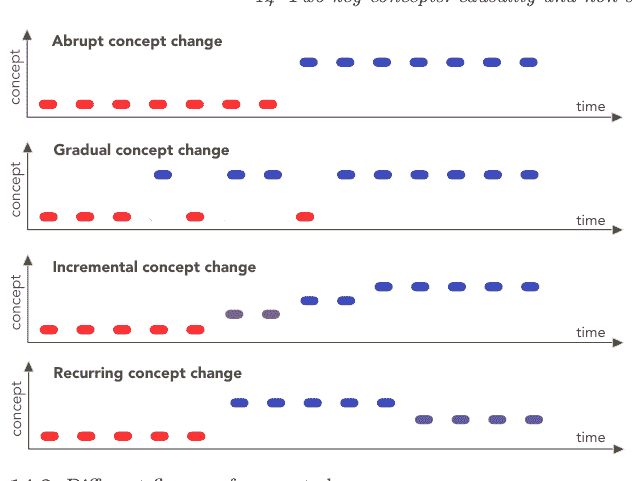 Abrupt concept change
concept
time
Gradual concept change
concept
time
Incremental concept change
concept
time
Recurring concept change
concept
time